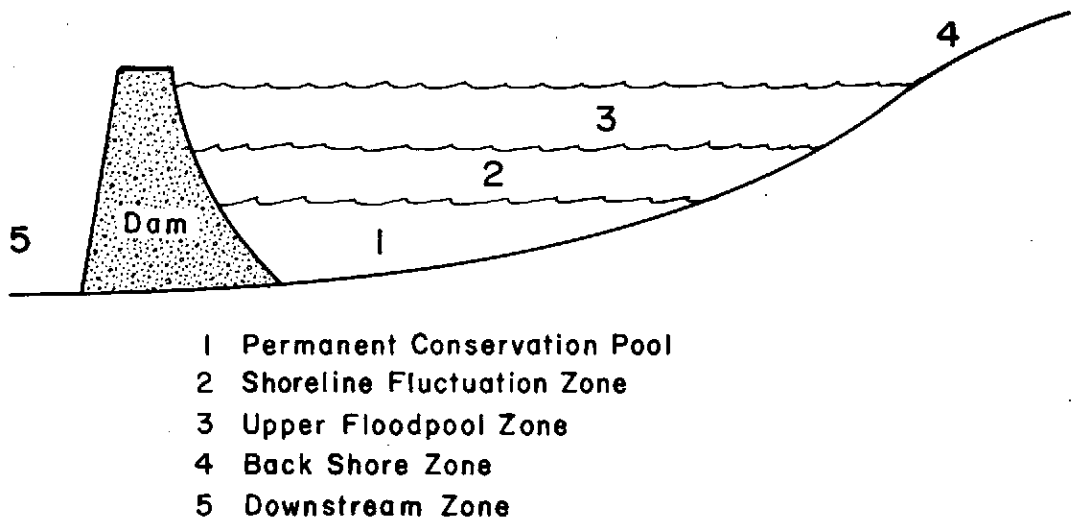 4
3
2
Dam
5
1
1 Permanent Conservation Pool
2 Shoreline Fluctuation Zone
3 Upper Floodpool Zone
4 Back Shore Zone
5 Downstream Zone